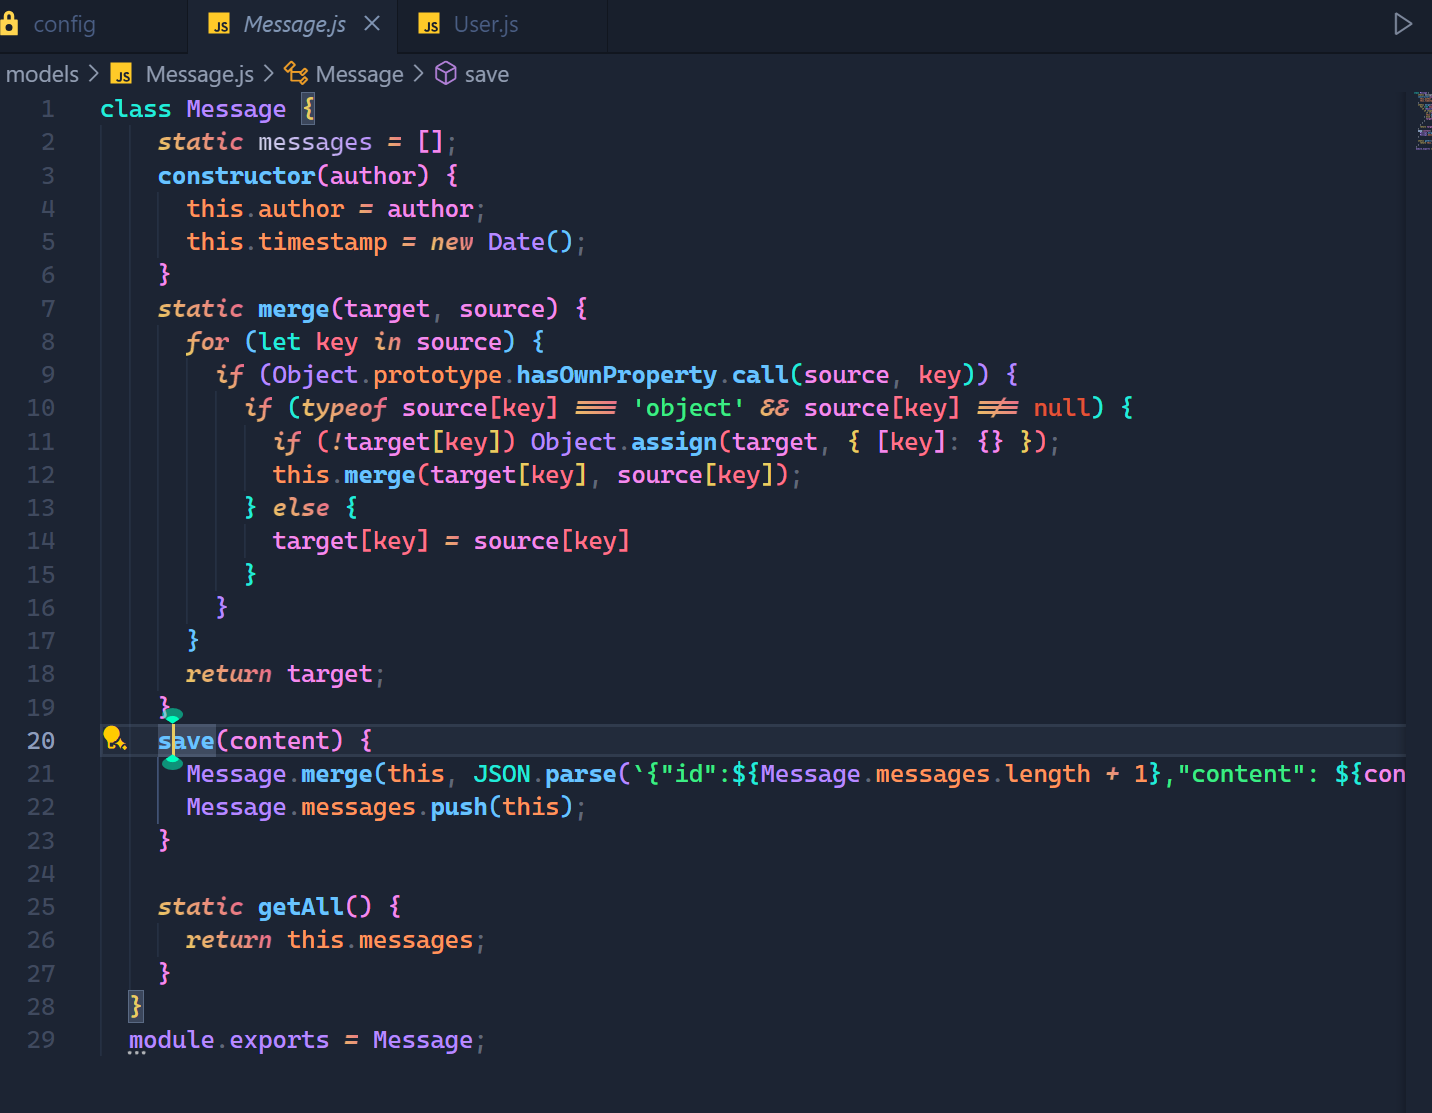 config JS Message.js × JS User.js
models > JS Message.js > Message > save
1 class Message {
2 static messages = [];
3 constructor(author) {
4 this.author = author;
5 this.timestamp = new Date();
6 }
7 static merge(target, source) {
8 for (let key in source) {
9 if (Object.prototype.hasOwnProperty.call(source, key)) {
10 if (typeof source[key] === 'object' && source[key] !== null) {
11 if (!target[key]) Object.assign(target, { [key]: {} });
12 this.merge(target[key], source[key]);
13 } else {
14 target[key] = source[key]
15 }
16 }
17 }
18 return target;
19 }
20 save(content) {
21 Message.merge(this, JSON.parse(`{"id":${Message.messages.length + 1},"content": ${con
22 Message.messages.push(this);
23 }
24
25 static getAll() {
26 return this.messages;
27 }
28 }
29 module.exports = Message;